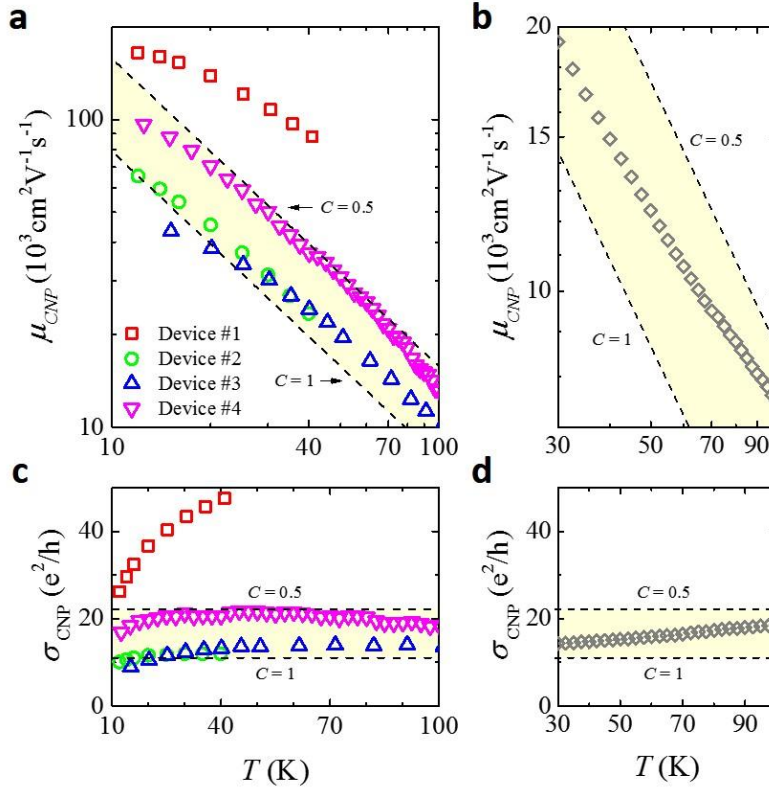 a
μCNP (10³cm²V⁻¹s⁻¹)
100
10
C = 0.5
Device #1
Device #2
Device #3
Device #4
C = 1
10
40
100
b
μCNP (10³cm²V⁻¹s⁻¹)
20
15
10
C = 0.5
C = 1
30
50
70
90
c
σCNP (e²/h)
40
20
0
C = 0.5
C = 1
10
40
70
100
T (K)
d
σCNP (e²/h)
40
20
0
C = 0.5
C = 1
30
50
70
90
T (K)